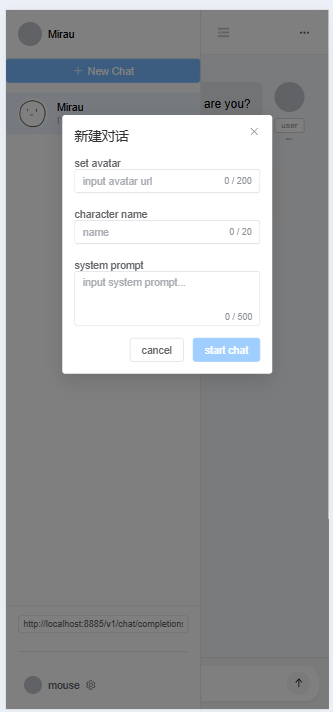 Mirau
New Chat
Mirau
are you?
user
新建对话
set avatar
input avatar url
0 / 200
character name
name
0 / 20
system prompt
input system prompt...
0 / 500
cancel
start chat
http://localhost:8885/v1/chat/completions
mouse